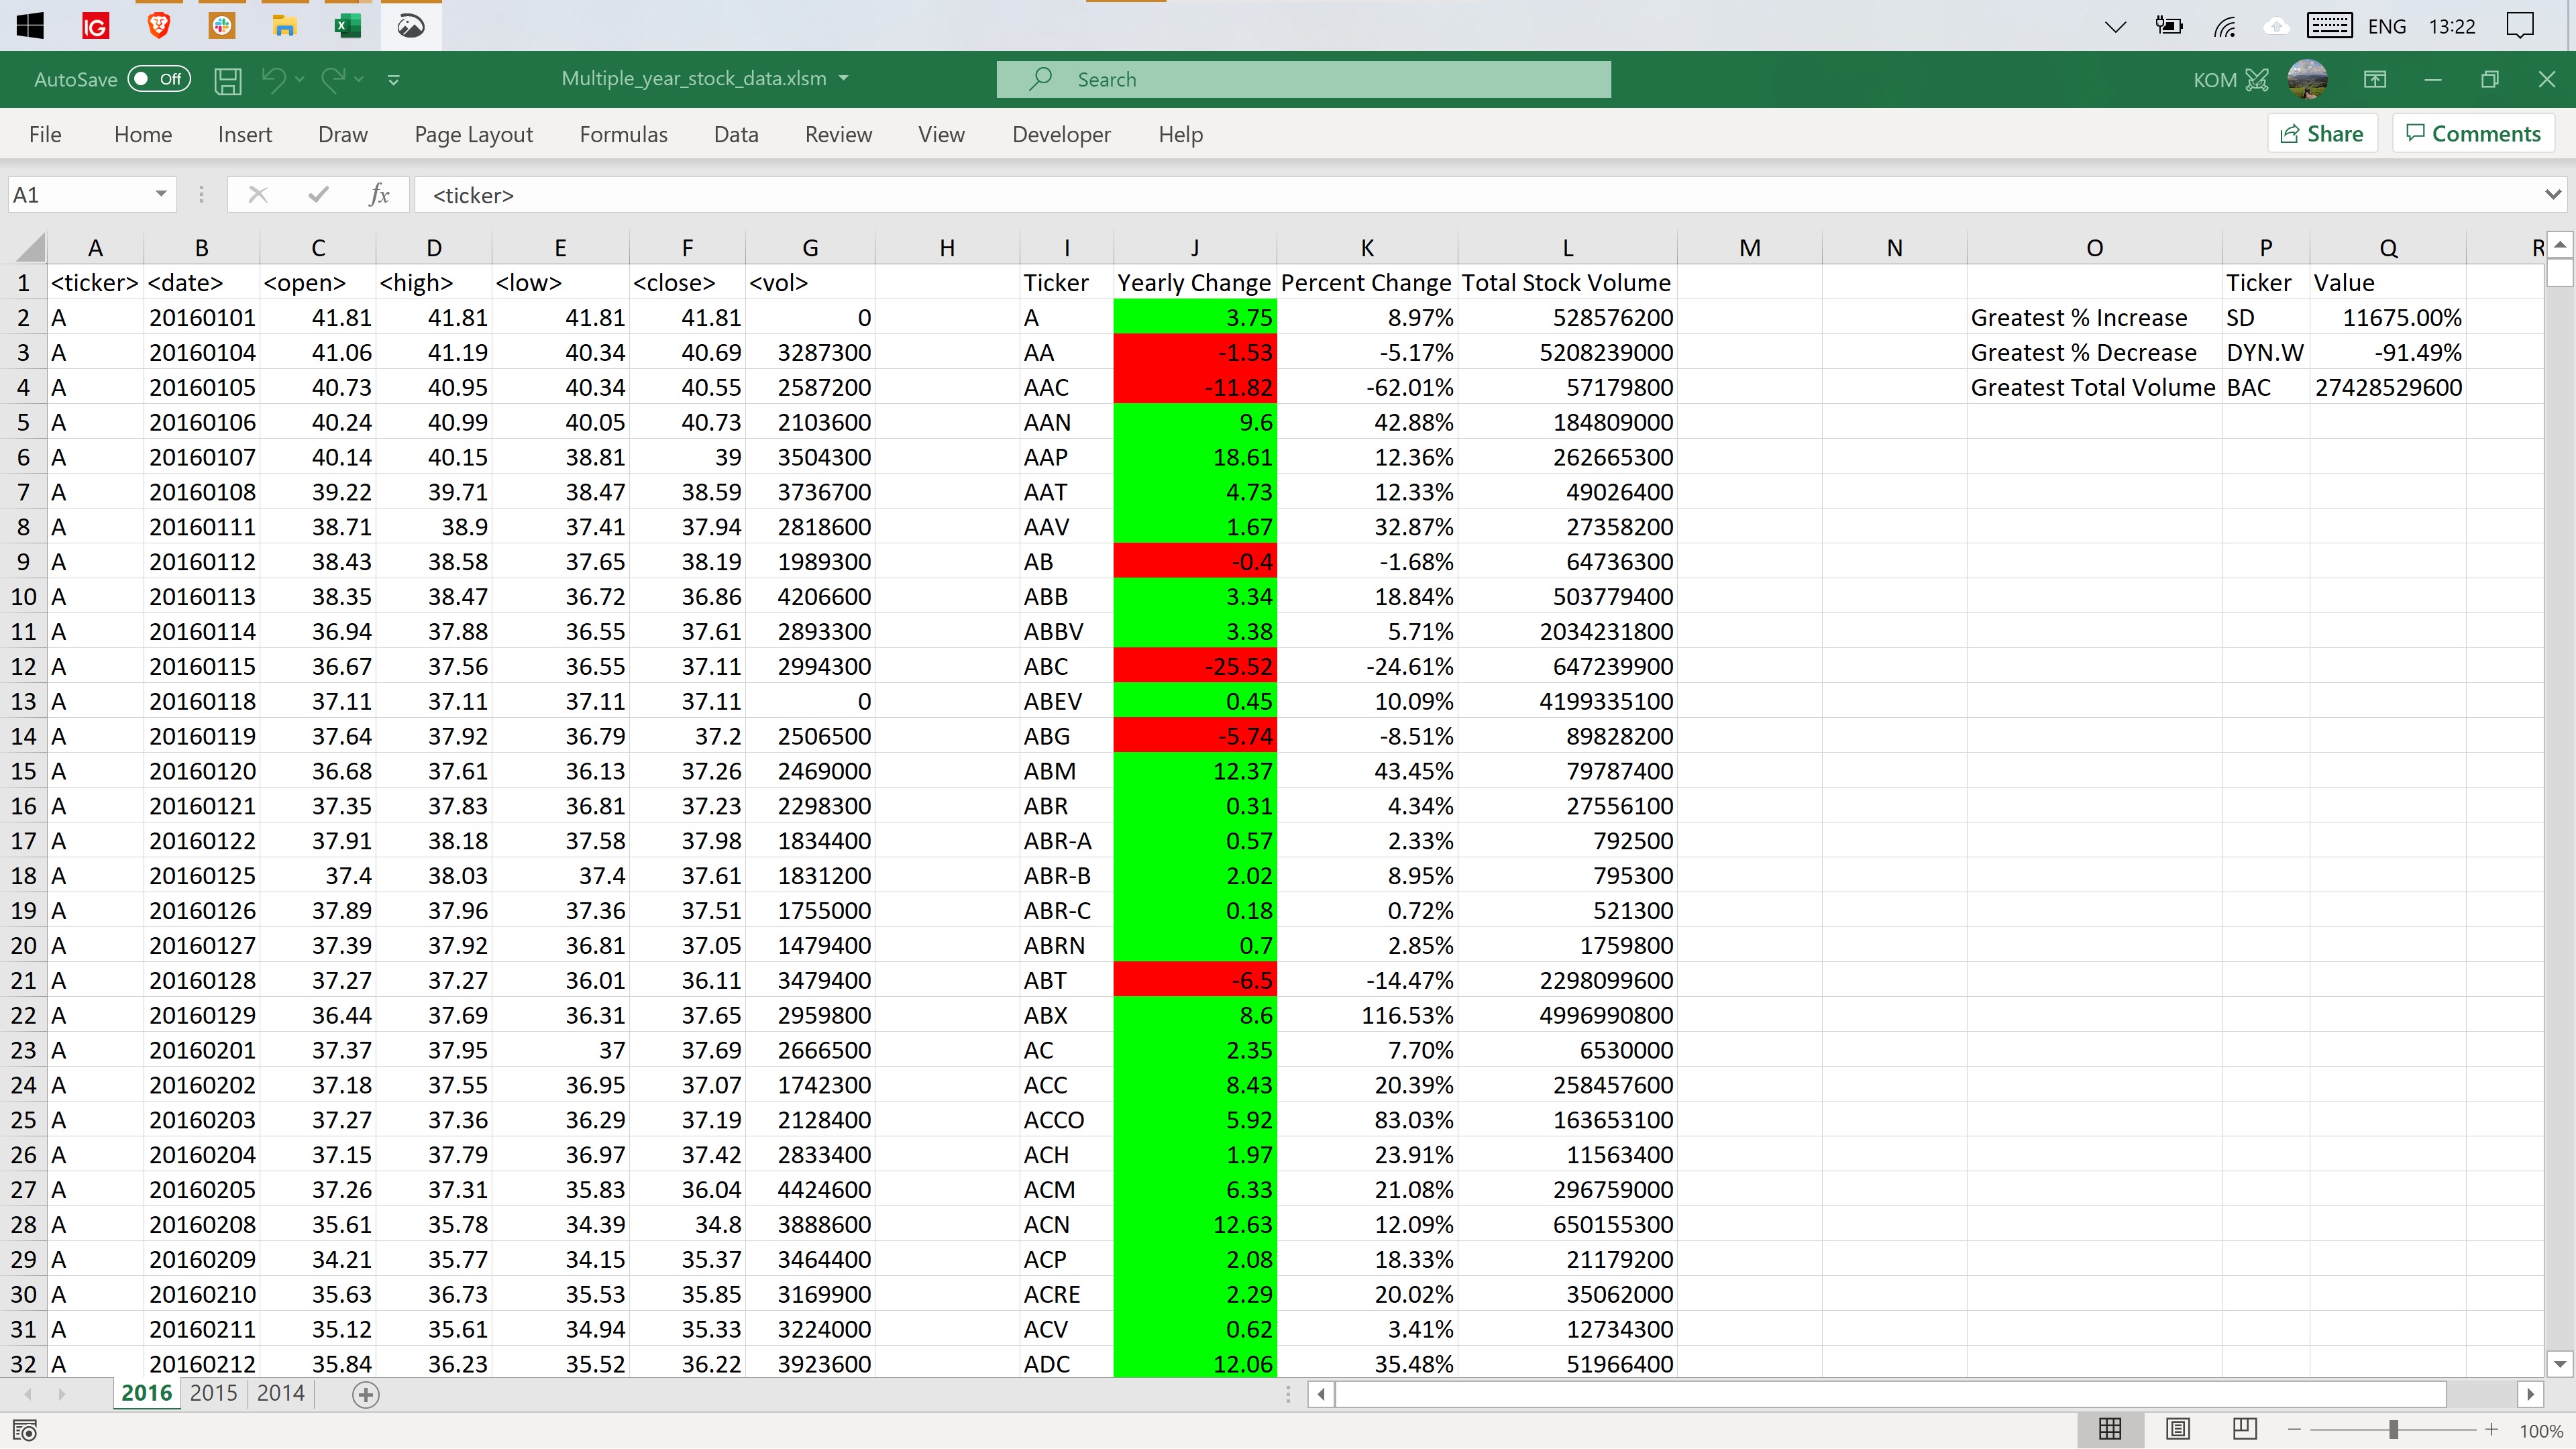 IG ENG 13:22
AutoSave Off Multiple_year_stock_data.xlsm Search KOM
File Home Insert Draw Page Layout Formulas Data Review View Developer Help Share Comments
A1 fx <ticker>
A B C D E F G H I J K L M N O P Q R
1 <ticker> <date> <open> <high> <low> <close> <vol> Ticker Yearly Change Percent Change Total Stock Volume Ticker Value
2 A 20160101 41.81 41.81 41.81 41.81 0 A 3.75 8.97% 528576200 Greatest % Increase SD 11675.00%
3 A 20160104 41.06 41.19 40.34 40.69 3287300 AA -1.53 -5.17% 5208239000 Greatest % Decrease DYN.W -91.49%
4 A 20160105 40.73 40.95 40.34 40.55 2587200 AAC -11.82 -62.01% 57179800 Greatest Total Volume BAC 27428529600
5 A 20160106 40.24 40.99 40.05 40.73 2103600 AAN 9.6 42.88% 184809000
6 A 20160107 40.14 40.15 38.81 39 3504300 AAP 18.61 12.36% 262665300
7 A 20160108 39.22 39.71 38.47 38.59 3736700 AAT 4.73 12.33% 49026400
8 A 20160111 38.71 38.9 37.41 37.94 2818600 AAV 1.67 32.87% 27358200
9 A 20160112 38.43 38.58 37.65 38.19 1989300 AB -0.4 -1.68% 64736300
10 A 20160113 38.35 38.47 36.72 36.86 4206600 ABB 3.34 18.84% 503779400
11 A 20160114 36.94 37.88 36.55 37.61 2893300 ABBV 3.38 5.71% 2034231800
12 A 20160115 36.67 37.56 36.55 37.11 2994300 ABC -25.52 -24.61% 647239900
13 A 20160118 37.11 37.11 37.11 37.11 0 ABEV 0.45 10.09% 4199335100
14 A 20160119 37.64 37.92 36.79 37.2 2506500 ABG -5.74 -8.51% 89828200
15 A 20160120 36.68 37.61 36.13 37.26 2469000 ABM 12.37 43.45% 79787400
16 A 20160121 37.35 37.83 36.81 37.23 2298300 ABR 0.31 4.34% 27556100
17 A 20160122 37.91 38.18 37.58 37.98 1834400 ABR-A 0.57 2.33% 792500
18 A 20160125 37.4 38.03 37.4 37.61 1831200 ABR-B 2.02 8.95% 795300
19 A 20160126 37.89 37.96 37.36 37.51 1755000 ABR-C 0.18 0.72% 521300
20 A 20160127 37.39 37.92 36.81 37.05 1479400 ABRN 0.7 2.85% 1759800
21 A 20160128 37.27 37.27 36.01 36.11 3479400 ABT -6.5 -14.47% 2298099600
22 A 20160129 36.44 37.69 36.31 37.65 2959800 ABX 8.6 116.53% 4996990800
23 A 20160201 37.37 37.95 37 37.69 2666500 AC 2.35 7.70% 6530000
24 A 20160202 37.18 37.55 36.95 37.07 1742300 ACC 8.43 20.39% 258457600
25 A 20160203 37.27 37.36 36.29 37.19 2128400 ACCO 5.92 83.03% 163653100
26 A 20160204 37.15 37.79 36.97 37.42 2833400 ACH 1.97 23.91% 11563400
27 A 20160205 37.26 37.31 35.83 36.04 4424600 ACM 6.33 21.08% 296759000
28 A 20160208 35.61 35.78 34.39 34.8 3888600 ACN 12.63 12.09% 650155300
29 A 20160209 34.21 35.77 34.15 35.37 3464400 ACP 2.08 18.33% 21179200
30 A 20160210 35.63 36.73 35.53 35.85 3169900 ACRE 2.29 20.02% 35062000
31 A 20160211 35.12 35.61 34.94 35.33 3224000 ACV 0.62 3.41% 12734300
32 A 20160212 35.84 36.23 35.52 36.22 3923600 ADC 12.06 35.48% 51966400
2016 2015 2014
100%